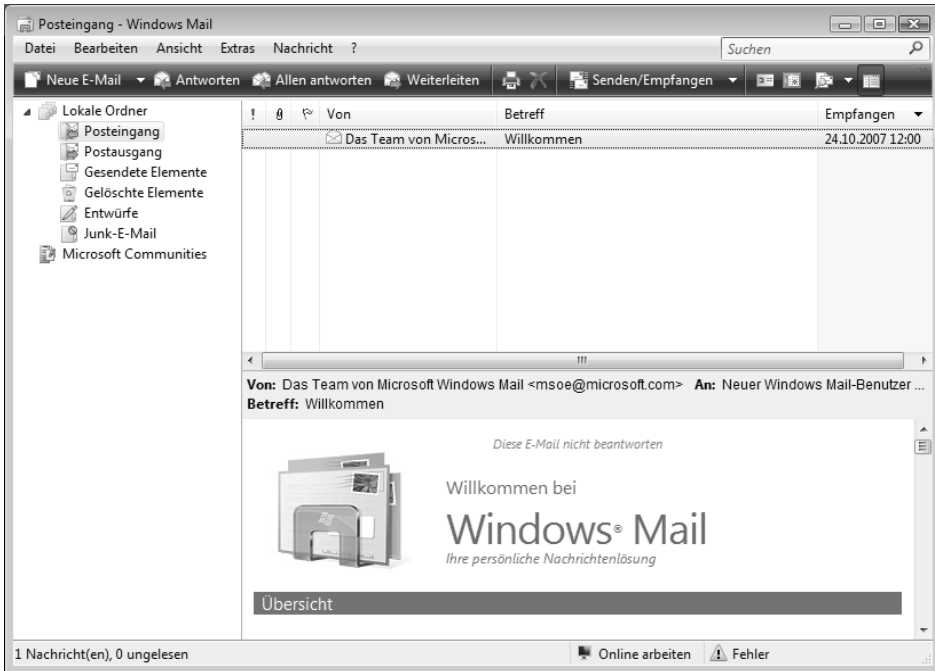 Posteingang - Windows Mail
Datei Bearbeiten Ansicht Extras Nachricht ?
Suchen
Neue E-Mail Antworten Allen antworten Weiterleiten Senden/Empfangen
Lokale Ordner
Posteingang
Postausgang
Gesendete Elemente
Gelöschte Elemente
Entwürfe
Junk-E-Mail
Microsoft Communities
! Von Betreff Empfangen
Das Team von Micros... Willkommen 24.10.2007 12:00
Von: Das Team von Microsoft Windows Mail <msoe@microsoft.com> An: Neuer Windows Mail-Benutzer ...
Betreff: Willkommen
Diese E-Mail nicht beantworten
Willkommen bei
Windows® Mail
Ihre persönliche Nachrichtenlösung
Übersicht
1 Nachricht(en), 0 ungelesen Online arbeiten Fehler